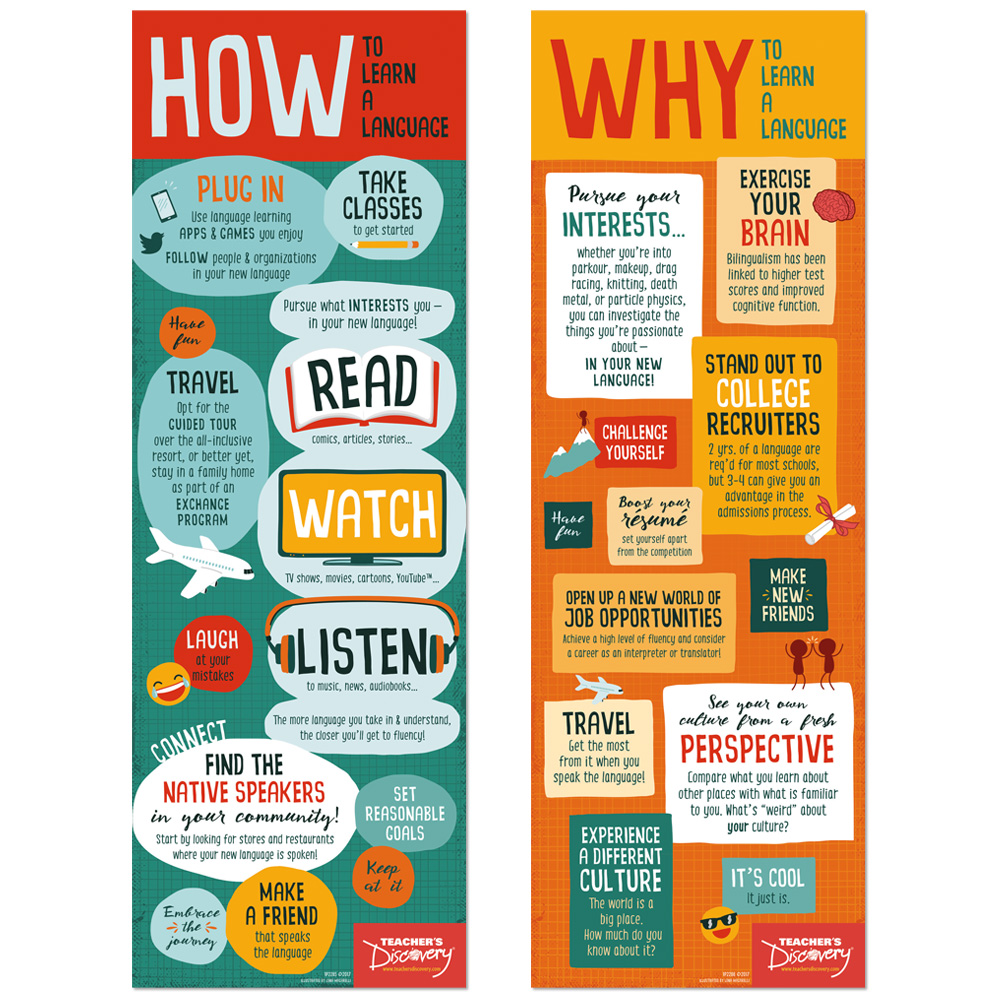 HOW
TO
LEARN
A
LANGUAGE
PLUG IN
Use language learning
APPS & GAMES you enjoy
FOLLOW people & organizations
in your new language
TAKE
CLASSES
to get started
Pursue what INTERESTS you –
in your new language!
Have
fun
READ
comics, articles, stories...
TRAVEL
Opt for the
GUIDED TOUR
over the all-inclusive
resort, or better yet,
stay in a family home
as part of an
EXCHANGE
PROGRAM
WATCH
TV shows, movies, cartoons, YouTube™...
LISTEN
to music, news, audiobooks...
LAUGH
at your
mistakes
The more language you take in & understand,
the closer you'll get to fluency!
CONNECT
FIND THE
NATIVE SPEAKERS
in your community!
Start by looking for stores and restaurants
where your new language is spoken!
SET
REASONABLE
GOALS
Keep
at it
Embrace
the
journey
MAKE
A FRIEND
that speaks
the language
TEACHER'S
Discovery
www.teachersdiscovery.com
WHY
TO
LEARN
A
LANGUAGE
Pursue your
INTERESTS...
whether you're into
parkour, makeup, drag
racing, knitting, death
metal, or particle physics,
you can investigate the
things you're passionate
about –
IN YOUR NEW
LANGUAGE!
EXERCISE
YOUR
BRAIN
Bilingualism has been
linked to higher test
scores and improved
cognitive function.
STAND OUT TO
COLLEGE
RECRUITERS
2 yrs. of a language are
req'd for most schools,
but 3-4 can give you an
advantage in the
admissions process.
CHALLENGE
YOURSELF
Have
fun
Boost your
résumé
set yourself apart
from the competition
OPEN UP A NEW WORLD OF
JOB OPPORTUNITIES
Achieve a high level of fluency and consider
a career as an interpreter or translator!
MAKE
NEW
FRIENDS
TRAVEL
Get the most
from it when you
speak the language!
See your own
culture from a fresh
PERSPECTIVE
Compare what you learn about
other places with what is familiar
to you. What's "weird" about
your culture?
EXPERIENCE
A DIFFERENT
CULTURE
The world is a
big place.
How much do you
know about it?
IT'S COOL
It just is.
TEACHER'S
Discovery
www.teachersdiscovery.com